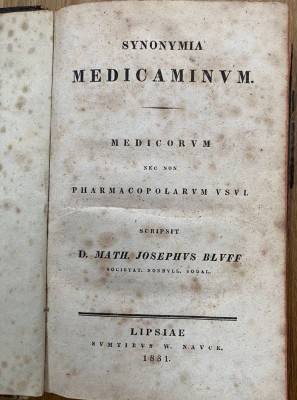 SYNONYMIA
MEDICAMINVM.
MEDICORVM
NEC NON
PHARMACOPOLARVM VSVI
SCRIPSIT
D. MATH. JOSEPHVS BLVFF
SOCIETAT. NONNVLL. SODAL.
LIPSIAE
SVMTIBVS W. NAVCK.
1831.